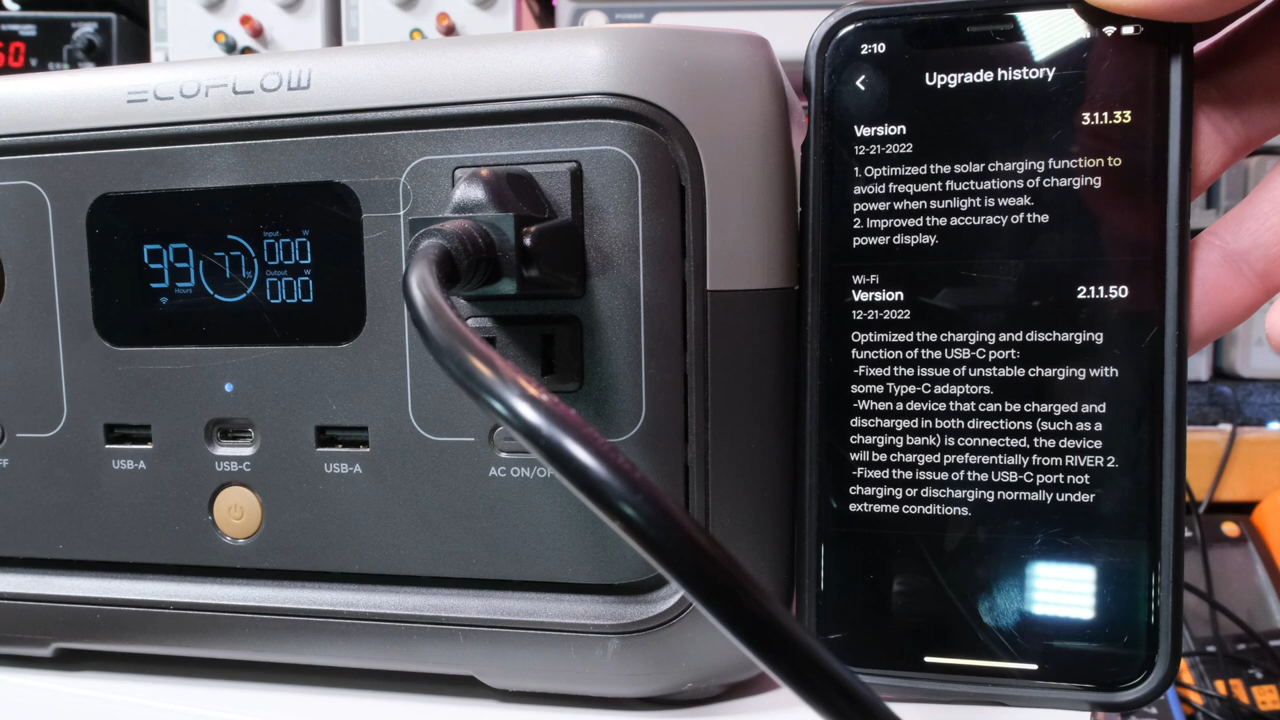 60
POWER
ECOFLOW
99
Hours
77%
Input W
000
Output W
000
USB-A
USB-C
USB-A
AC ON/OF
FF
2:10
Upgrade history
3.1.1.33
Version
12-21-2022
1. Optimized the solar charging function to
avoid frequent fluctuations of charging
power when sunlight is weak.
2. Improved the accuracy of the
power display.
Wi-Fi
Version
2.1.1.50
12-21-2022
Optimized the charging and discharging
function of the USB-C port:
-Fixed the issue of unstable charging with
some Type-C adaptors.
-When a device that can be charged and
discharged in both directions (such as a
charging bank) is connected, the device
will be charged preferentially from RIVER 2.
-Fixed the issue of the USB-C port not
charging or discharging normally under
extreme conditions.